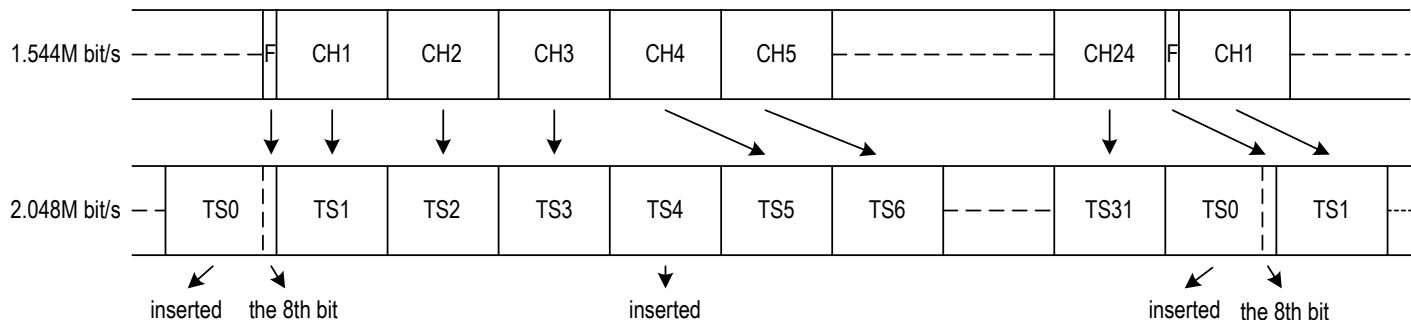 1.544M bit/s F CH1 CH2 CH3 CH4 CH5 CH24 F CH1
2.048M bit/s TS0 TS1 TS2 TS3 TS4 TS5 TS6 TS31 TS0 TS1
inserted the 8th bit inserted inserted the 8th bit